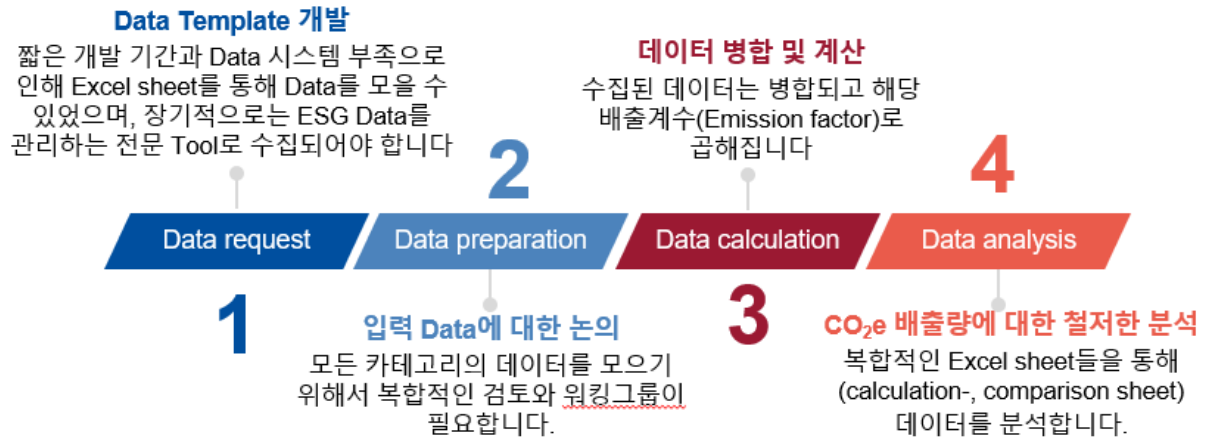 Data Template 개발
짧은 개발 기간과 Data 시스템 부족으로
인해 Excel sheet를 통해 Data를 모을 수
있었으며, 장기적으로는 ESG Data를
관리하는 전문 Tool로 수집되어야 합니다
1
Data request
2
Data preparation
입력 Data에 대한 논의
모든 카테고리의 데이터를 모으기
위해서 복합적인 검토와 워킹그룹이
필요합니다.
데이터 병합 및 계산
수집된 데이터는 병합되고 해당
배출계수(Emission factor)로
곱해집니다
Data calculation
3
4
Data analysis
CO₂e 배출량에 대한 철저한 분석
복합적인 Excel sheet들을 통해
(calculation-, comparison sheet)
데이터를 분석합니다.